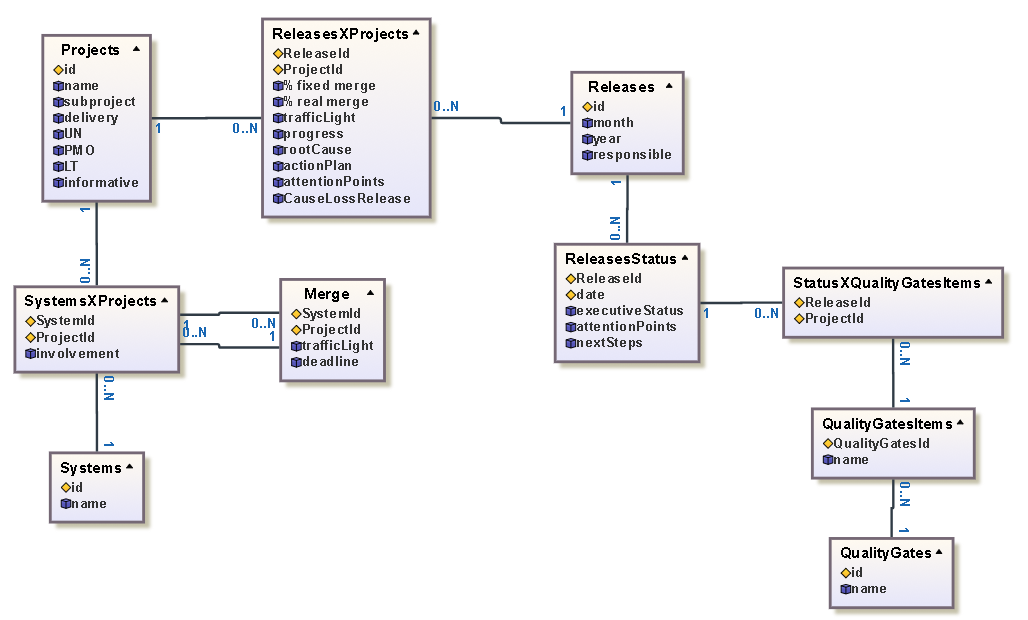 Projects
id
name
subproject
delivery
UN
PMO
LT
informative
ReleasesXProjects
ReleaseId
ProjectId
% fixed merge
% real merge
trafficLight
progress
rootCause
actionPlan
attentionPoints
CauseLossRelease
Releases
id
month
year
responsible
1
0..N
0..N
1
1
0..N
1
0..N
SystemsXProjects
SystemId
ProjectId
involvement
Merge
SystemId
ProjectId
trafficLight
deadline
1
0..N
0..N
1
ReleasesStatus
ReleaseId
date
executiveStatus
attentionPoints
nextSteps
1
0..N
StatusXQualityGatesItems
ReleaseId
ProjectId
0..N
1
0..N
1
Systems
id
name
QualityGatesItems
QualityGatesId
name
0..N
1
QualityGates
id
name